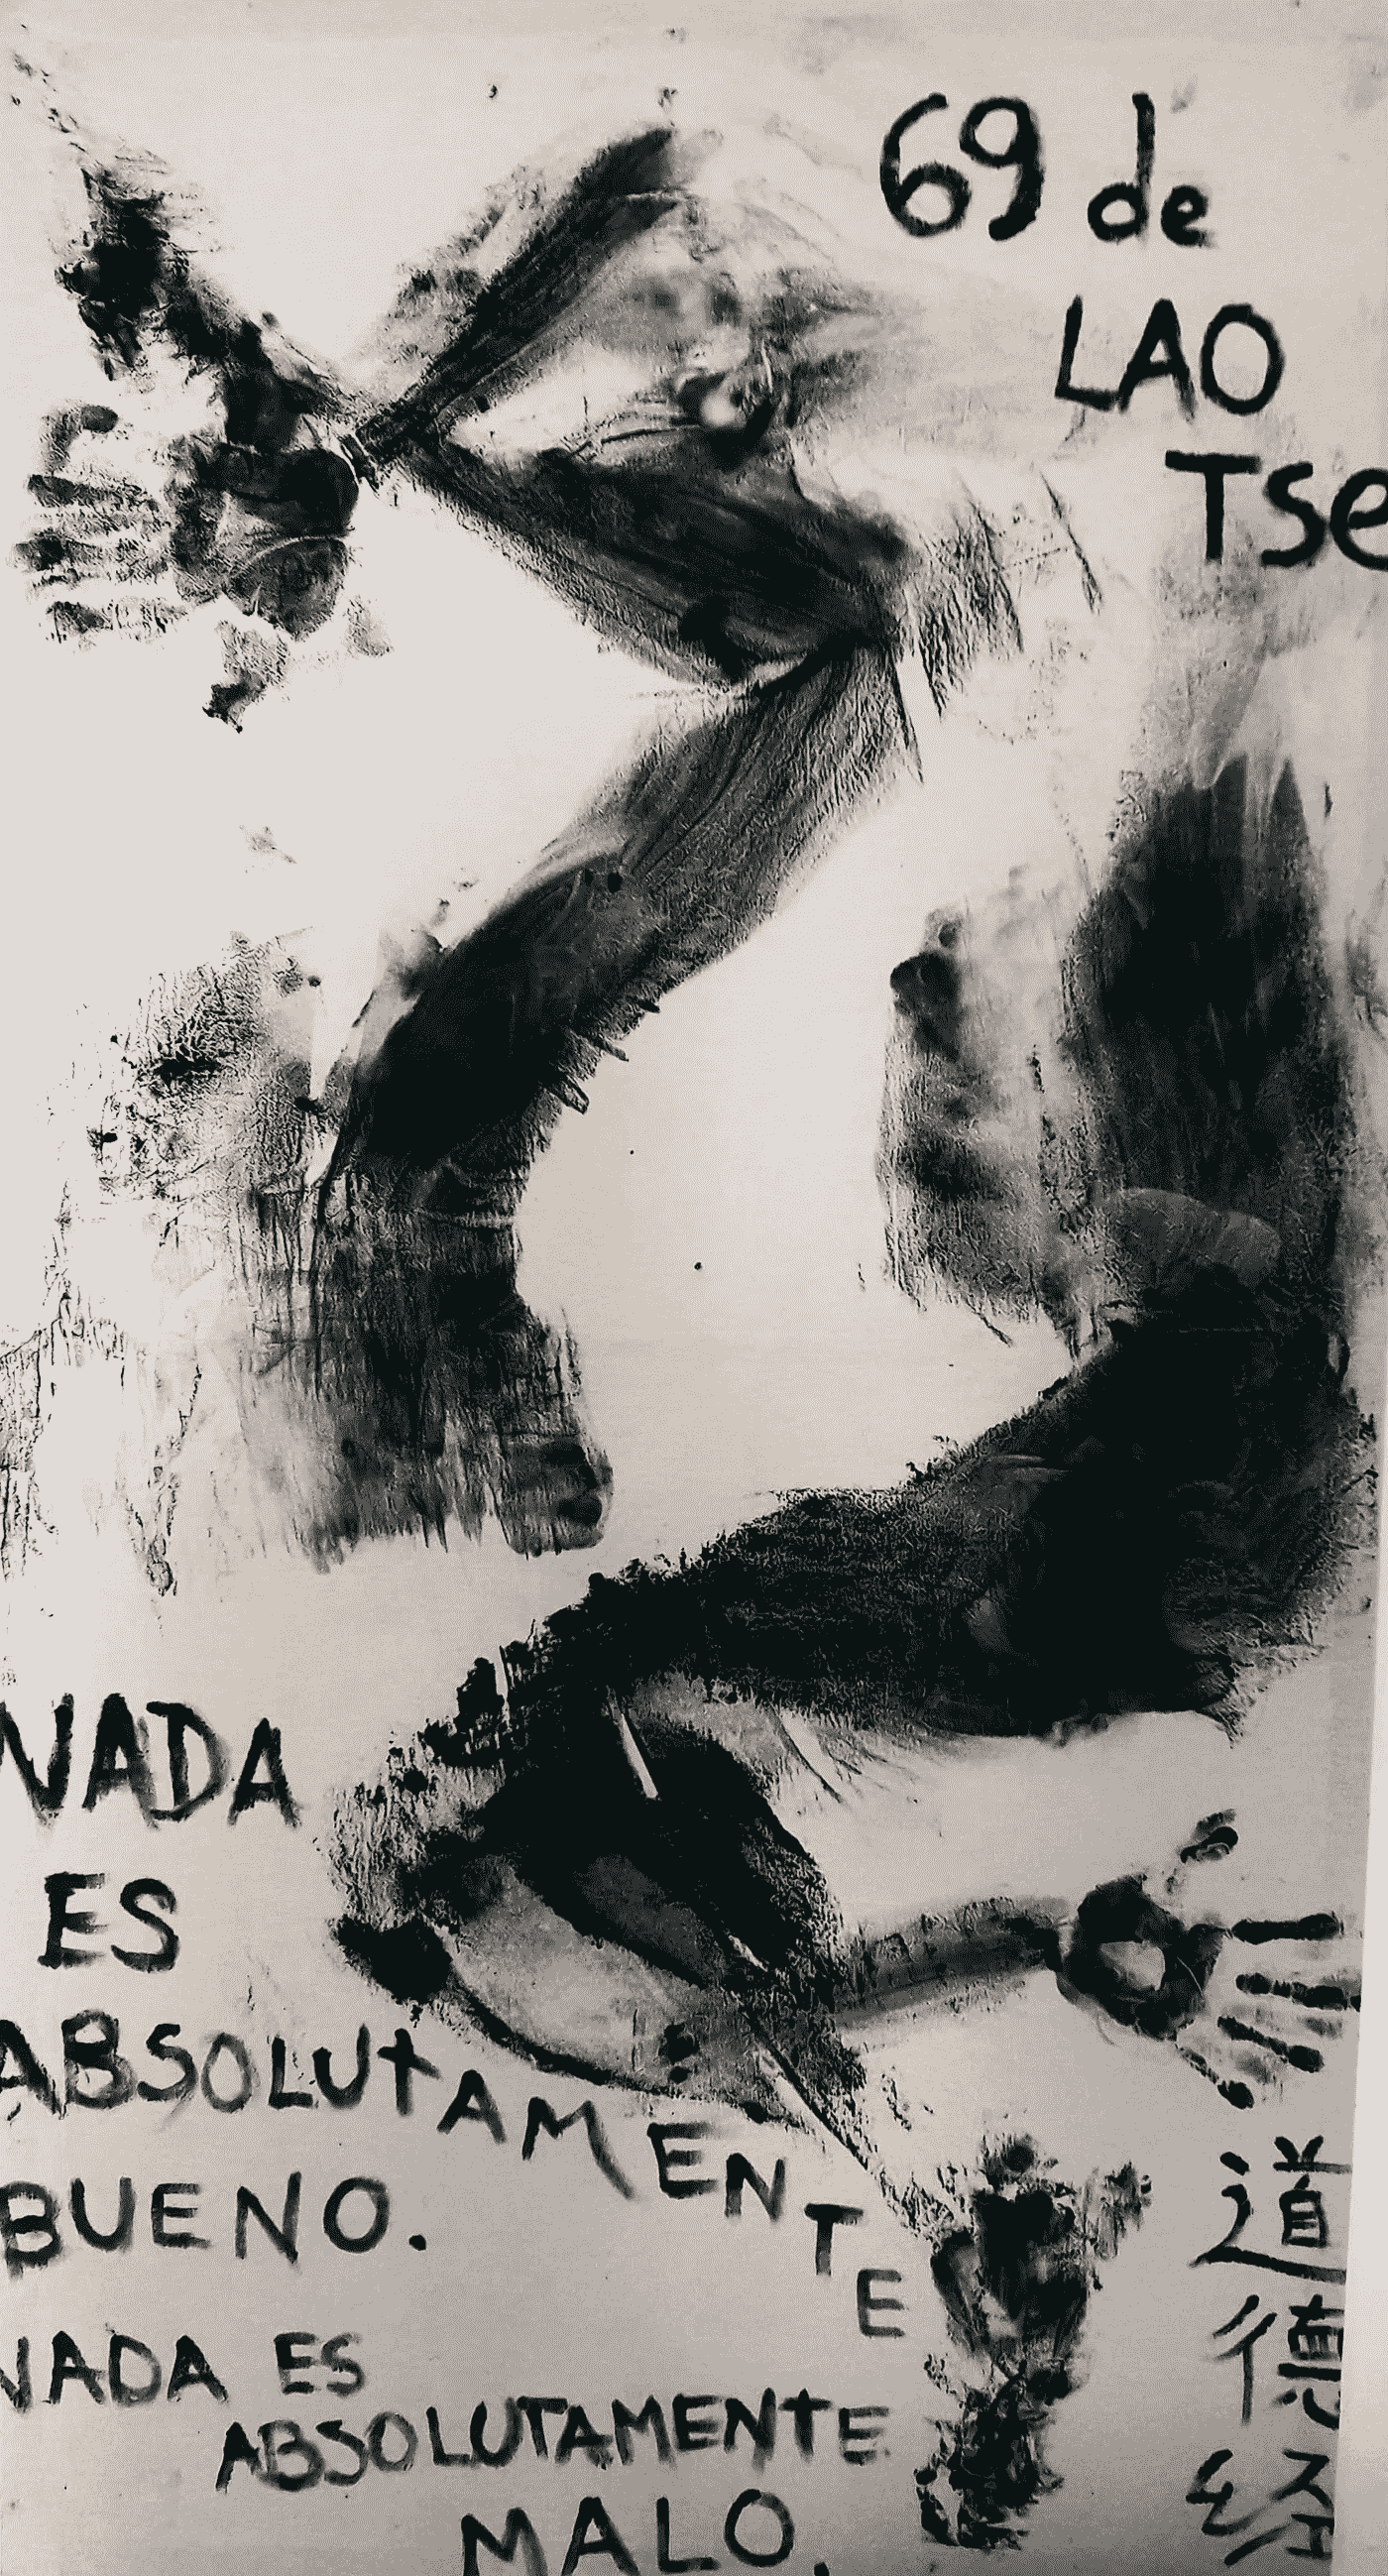 69 de
LAO
TSe
NADA
ES
ABSOLUtAMENTE
BUENO.
NADA ES
ABSOLUTAMENTE
MALO.
道
德
经